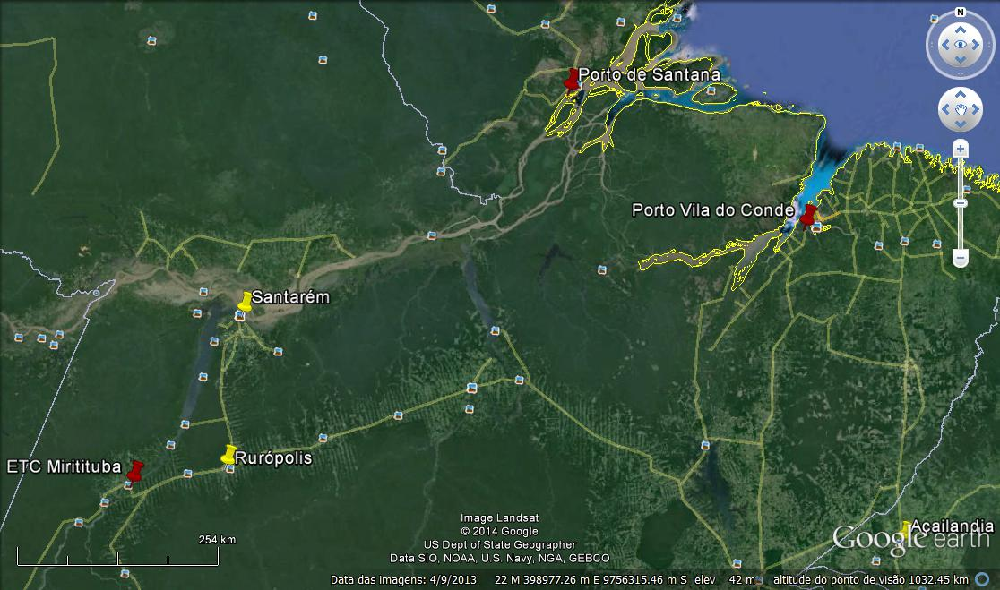 N
Porto de Santana
Porto Vila do Conde
Santarém
Rurópolis
ETC Miritituba
Açailandia
Google earth
254 km
Image Landsat
© 2014 Google
US Dept of State Geographer
Data SIO, NOAA, U.S. Navy, NGA, GEBCO
Data das imagens: 4/9/2013 22 M 398977.26 m E 9756315.46 m S elev 42 m altitude do ponto de visão 1032.45 km